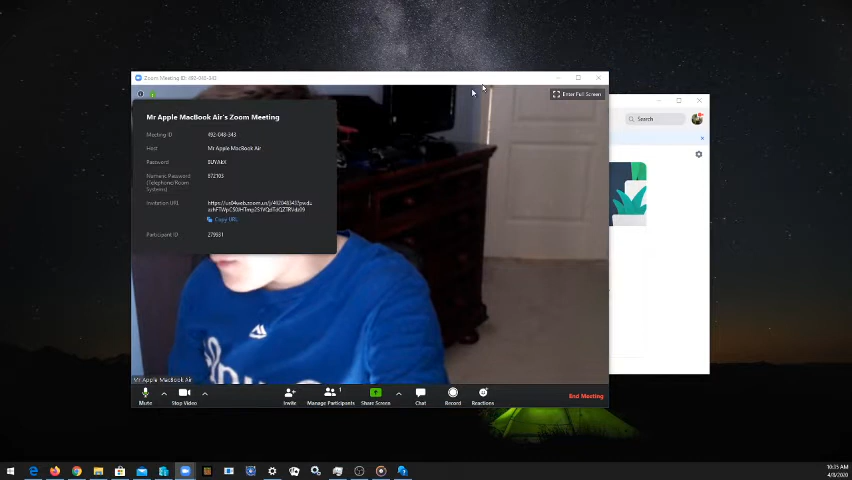 Zoom Meeting ID: 492-048-343
Enter Full Screen
Search
Mr Apple MacBook Air's Zoom Meeting
Meeting ID 492-048-343
Host Mr Apple MacBook Air
Password
Numeric Password 872103
(Telephone/Room
Systems)
Invitation URL
Copy URL
Participant ID 279931
Mr Apple MacBook Air
Mute
Stop Video
Invite
Manage Participants 1
Share Screen
Chat
Record
Reactions
End Meeting
10:35 AM
4/8/2020